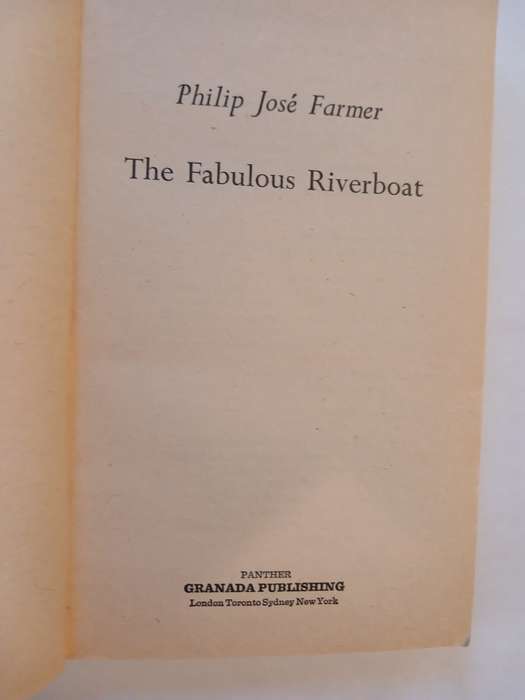 Philip José Farmer
The Fabulous Riverboat
PANTHER
GRANADA PUBLISHING
London Toronto Sydney New York